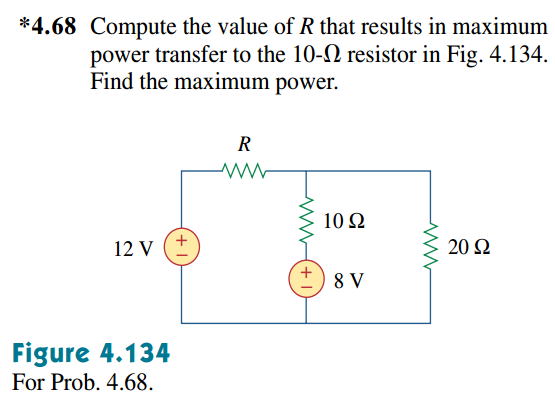 *4.68 Compute the value of R that results in maximum
power transfer to the 10-Ω resistor in Fig. 4.134.
Find the maximum power.
R
10 Ω
12 V
+
20 Ω
+
8 V
Figure 4.134
For Prob. 4.68.